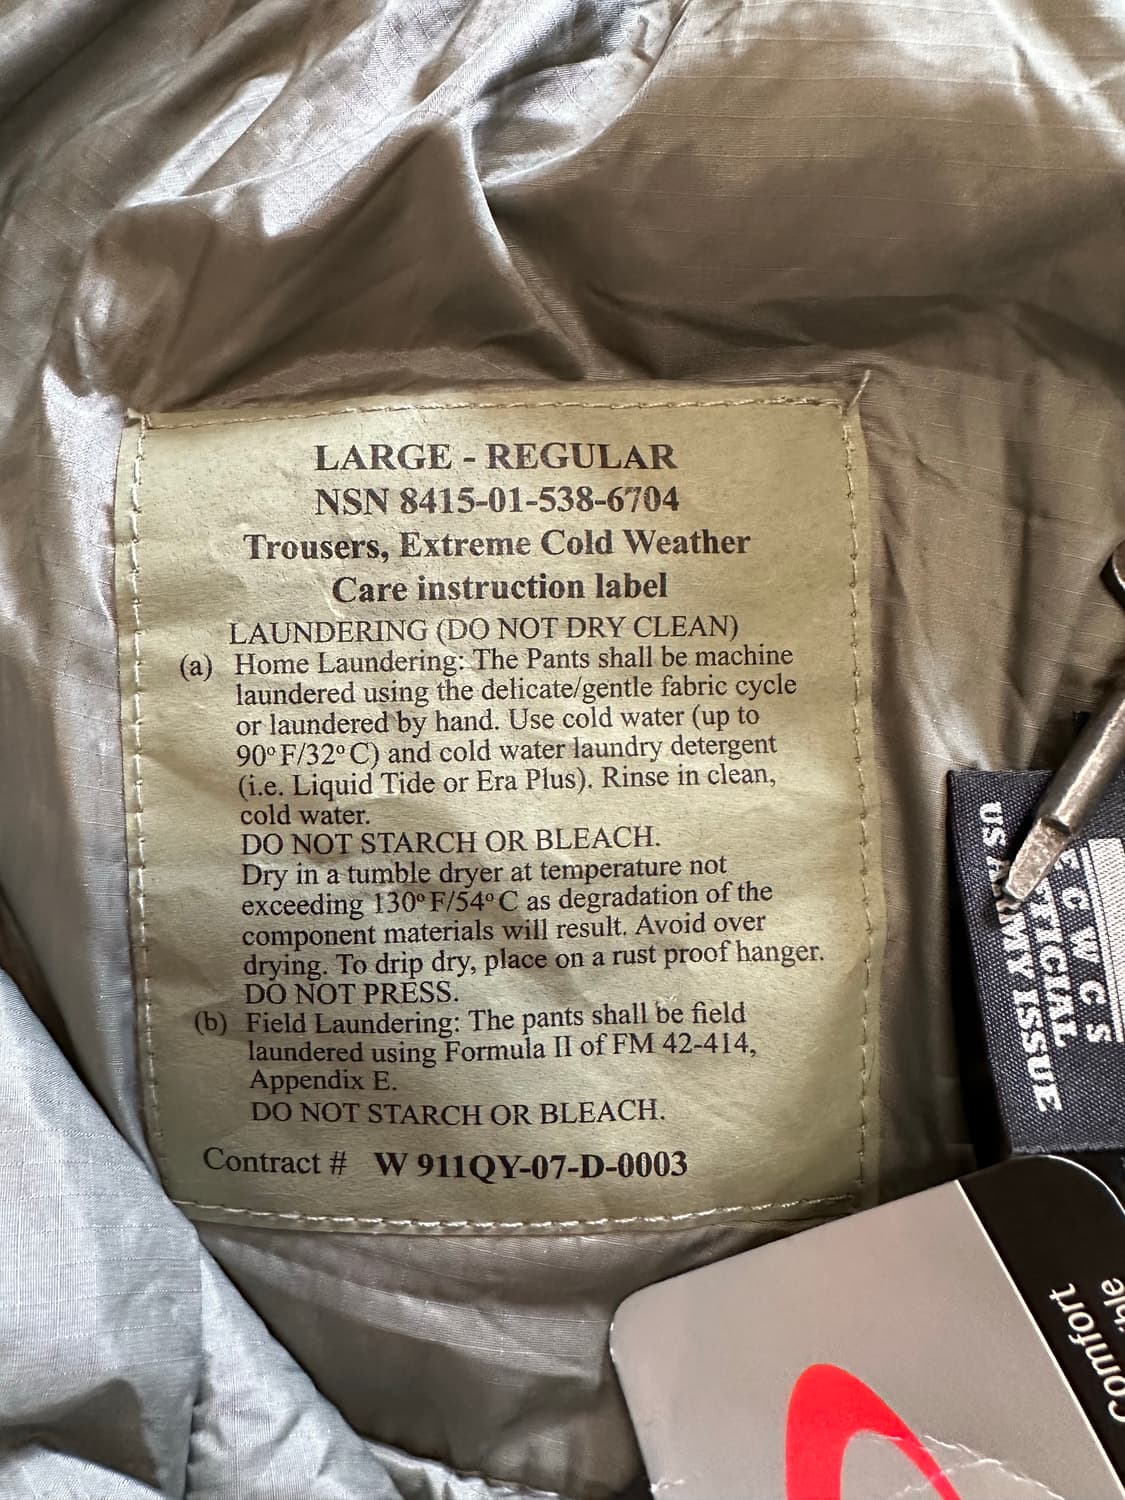 LARGE - REGULAR
NSN 8415-01-538-6704
Trousers, Extreme Cold Weather
Care instruction label
LAUNDERING (DO NOT DRY CLEAN)
(a) Home Laundering: The Pants shall be machine
laundered using the delicate/gentle fabric cycle
or laundered by hand. Use cold water (up to
90° F/32° C) and cold water laundry detergent
(i.e. Liquid Tide or Era Plus). Rinse in clean,
cold water.
DO NOT STARCH OR BLEACH.
Dry in a tumble dryer at temperature not
exceeding 130° F/54° C as degradation of the
component materials will result. Avoid over
drying. To drip dry, place on a rust proof hanger.
DO NOT PRESS.
(b) Field Laundering: The pants shall be field
laundered using Formula II of FM 42-414,
Appendix E.
DO NOT STARCH OR BLEACH.
Contract # W 911QY-07-D-0003
E C W C S
US ARMY ISSUE
Comfort